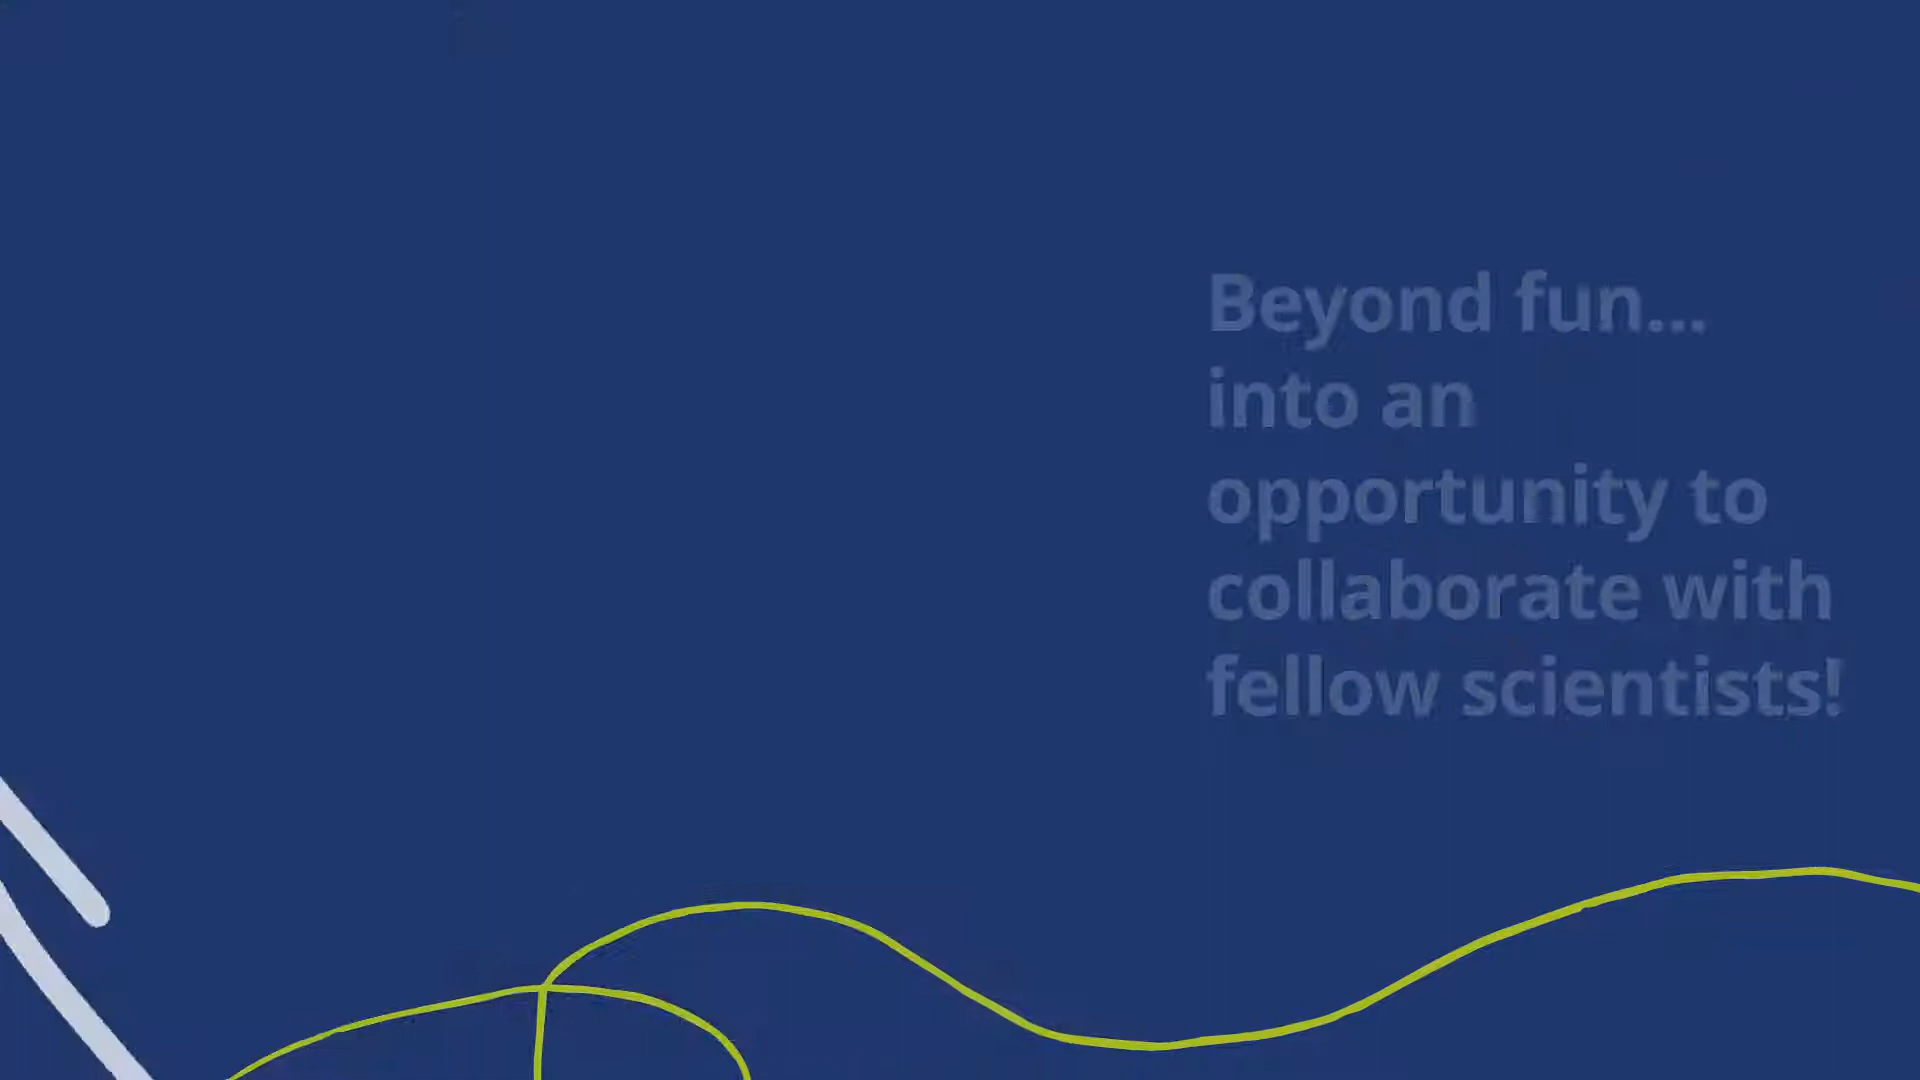 Beyond fun...
into an
opportunity to
collaborate with
fellow scientists!